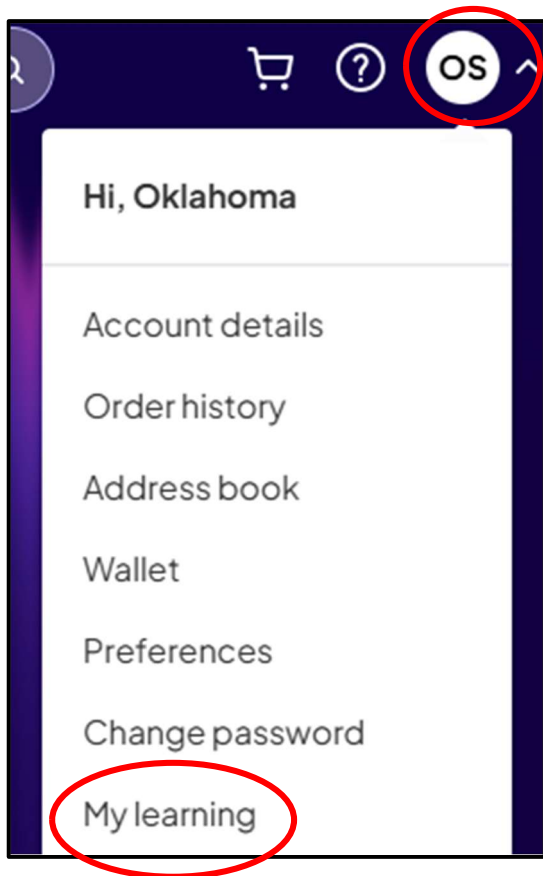 OS
Hi, Oklahoma
Account details
Order history
Address book
Wallet
Preferences
Change password
My learning